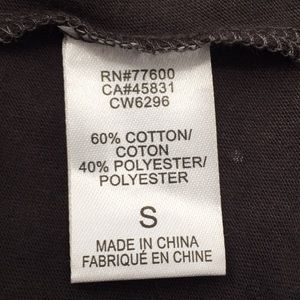 RN#77600
CA#45831
CW6296
60% COTTON/
COTON
40% POLYESTER/
POLYESTER
S
MADE IN CHINA
FABRIQUÉ EN CHINE